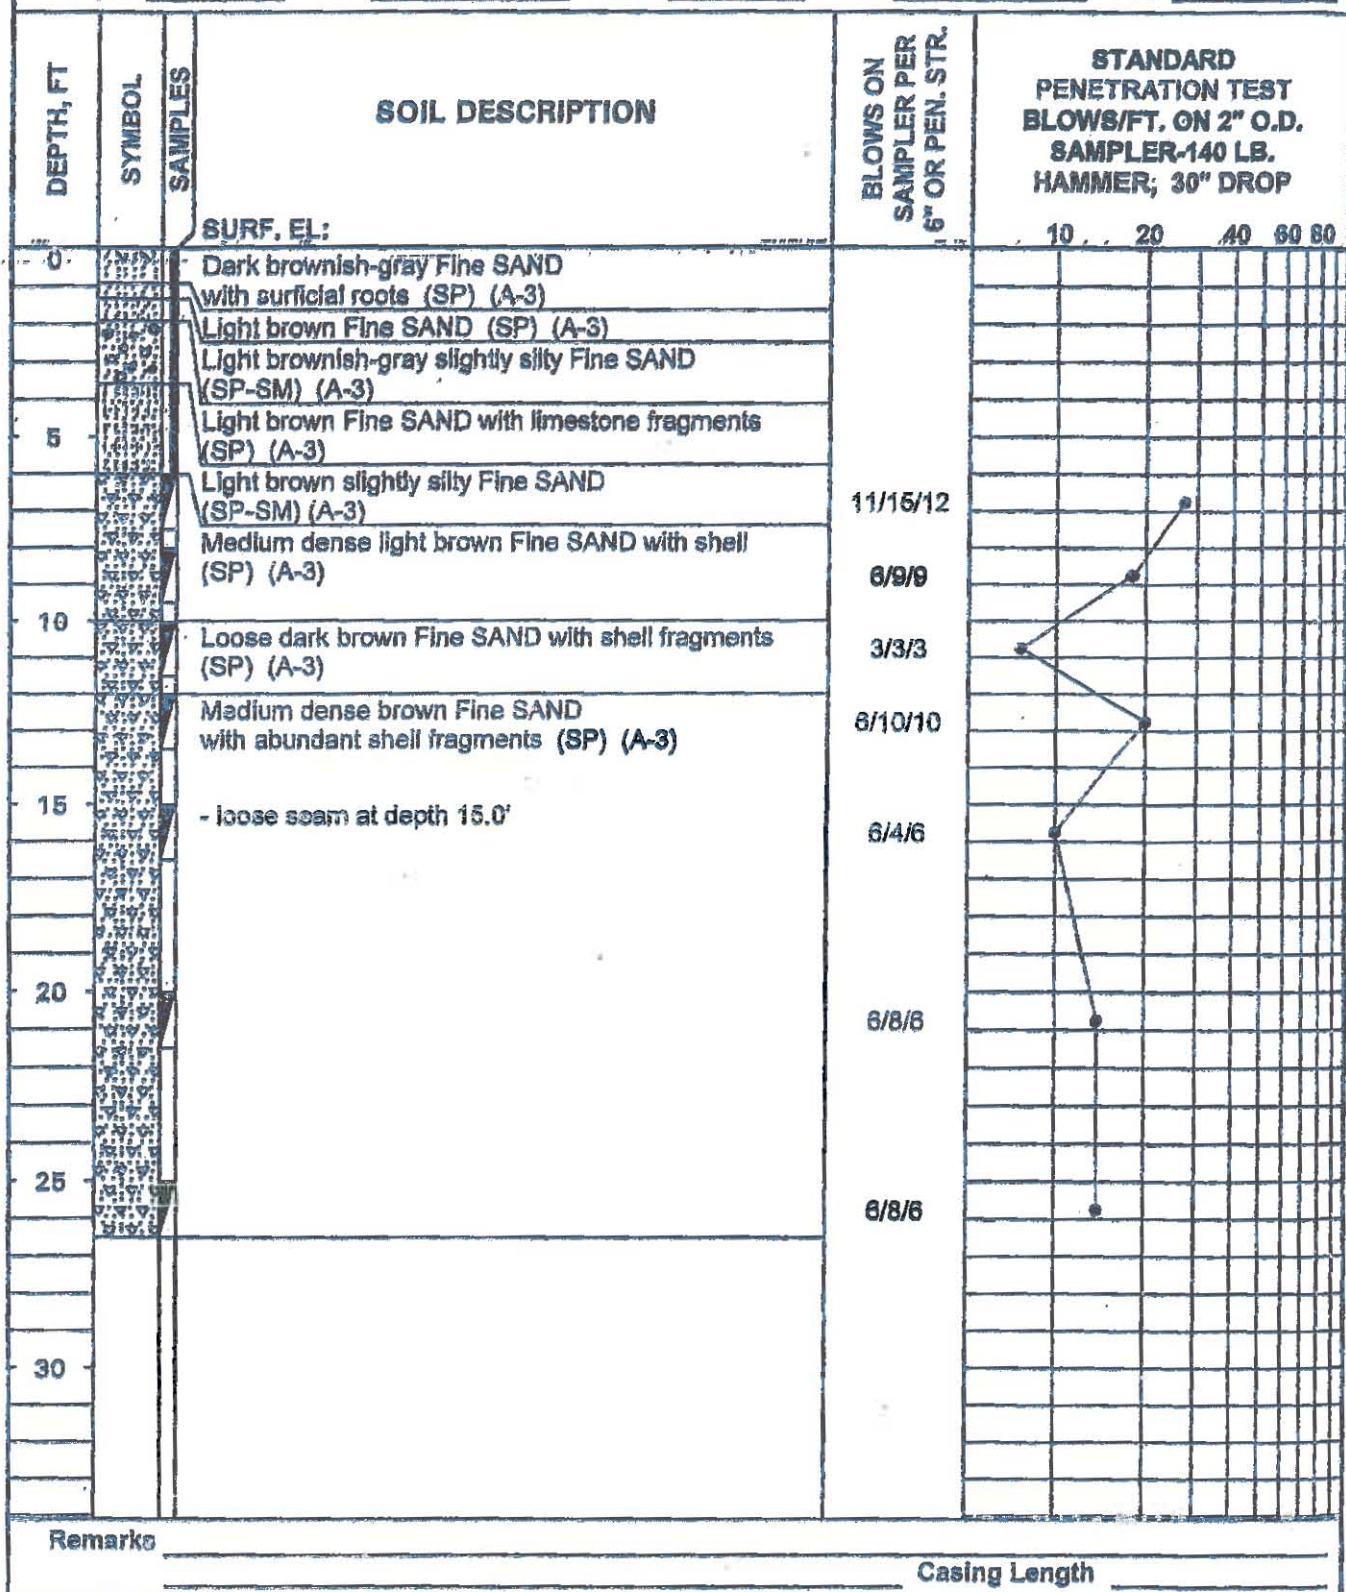 DEPTH, FT
SYMBOL
SAMPLES
SOIL DESCRIPTION
SURF. EL:
BLOWS ON
SAMPLER PER
6" OR PEN. STR.
STANDARD
PENETRATION TEST
BLOWS/FT. ON 2" O.D.
SAMPLER-140 LB.
HAMMER; 30" DROP
10 20 40 60 80
0
Dark brownish-gray Fine SAND
with surficial roots (SP) (A-3)
Light brown Fine SAND (SP) (A-3)
Light brownish-gray slightly silty Fine SAND
(SP-SM) (A-3)
5
Light brown Fine SAND with limestone fragments
(SP) (A-3)
Light brown slightly silty Fine SAND
(SP-SM) (A-3)
11/15/12
Medium dense light brown Fine SAND with shell
(SP) (A-3)
6/9/9
10
Loose dark brown Fine SAND with shell fragments
(SP) (A-3)
3/3/3
Medium dense brown Fine SAND
with abundant shell fragments (SP) (A-3)
6/10/10
15
- loose seam at depth 15.0'
6/4/6
20
6/8/6
25
6/8/6
30
Remarks
Casing Length